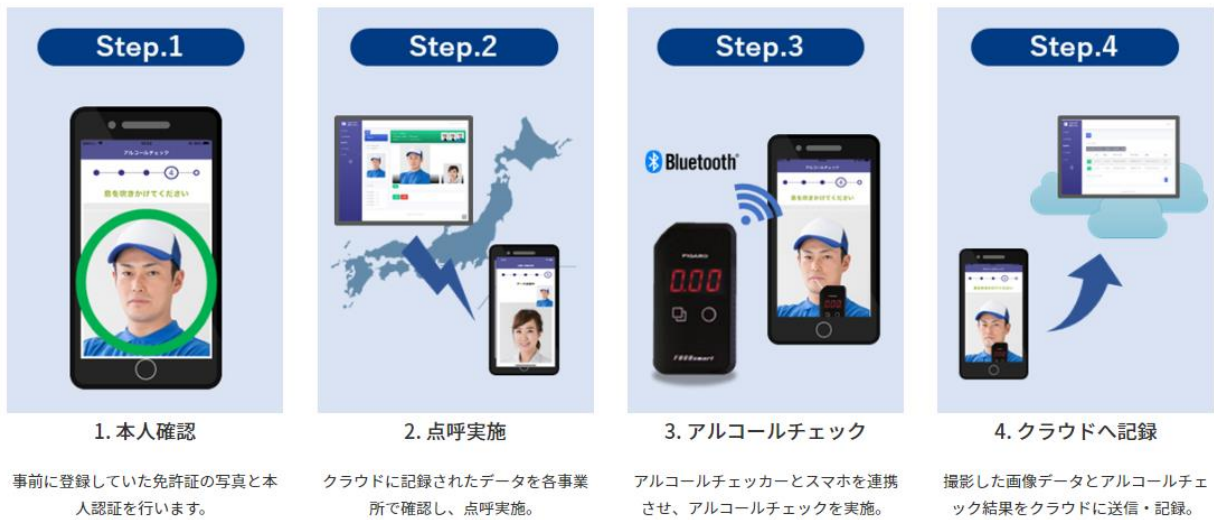 Step.1
アルコールチェック
4
息を吹きかけてください
1. 本人確認
事前に登録していた免許証の写真と本
人認証を行います。
Step.2
2. 点呼実施
クラウドに記録されたデータを各事業
所で確認し、点呼実施。
Step.3
Bluetooth
アルコールチェック
4
息を吹きかけてください
FIGARO
0.00
FUGOsmart
3. アルコールチェック
アルコールチェッカーとスマホを連携
させ、アルコールチェックを実施。
Step.4
4. クラウドへ記録
撮影した画像データとアルコールチェ
ック結果をクラウドに送信・記録。